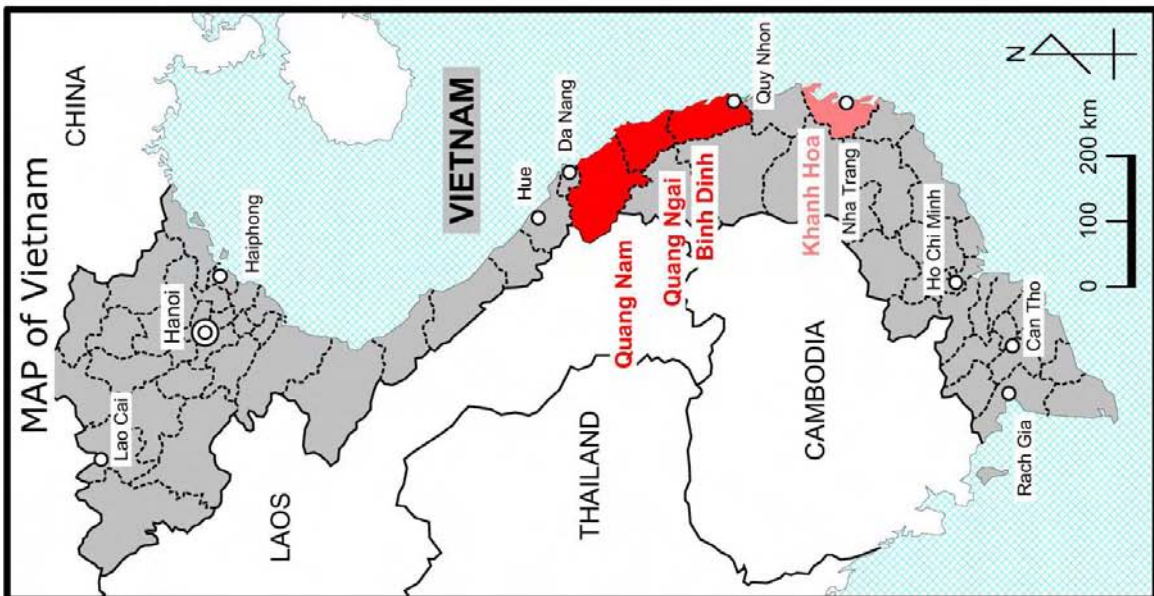 MAP of Vietnam
CHINA
Lao Cai
Hanoi
Haiphong
LAOS
VIETNAM
Hue
Da Nang
THAILAND
Quang Nam
Quang Ngai
Binh Dinh
Quy Nhon
CAMBODIA
Khanh Hoa
Nha Trang
Ho Chi Minh
Can Tho
Rach Gia
N
0 100 200 km